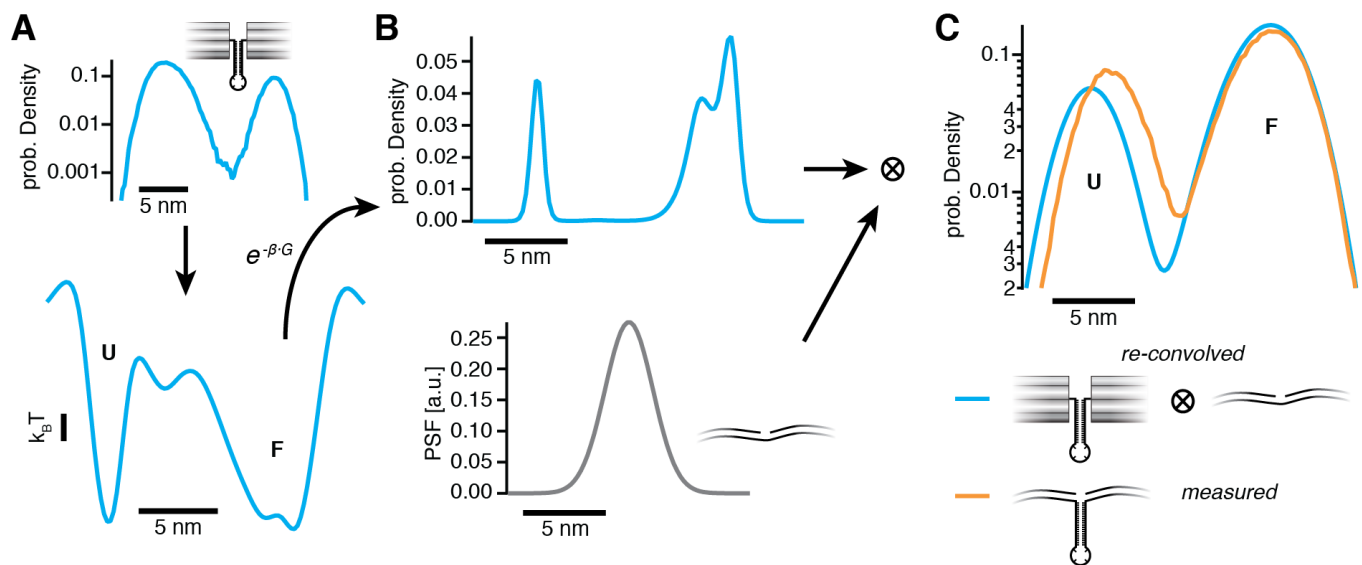 A
prob. Density
0.1
0.01
0.001
5 nm
e^-β·G
U
F
k_BT
5 nm
B
prob. Density
0.05
0.04
0.03
0.02
0.01
0.00
5 nm
⊗
PSF [a.u.]
0.25
0.20
0.15
0.10
0.05
0.00
5 nm
C
prob. Density
0.1
4
3
2
0.01
4
3
2
U
F
5 nm
re-convolved
⊗
measured